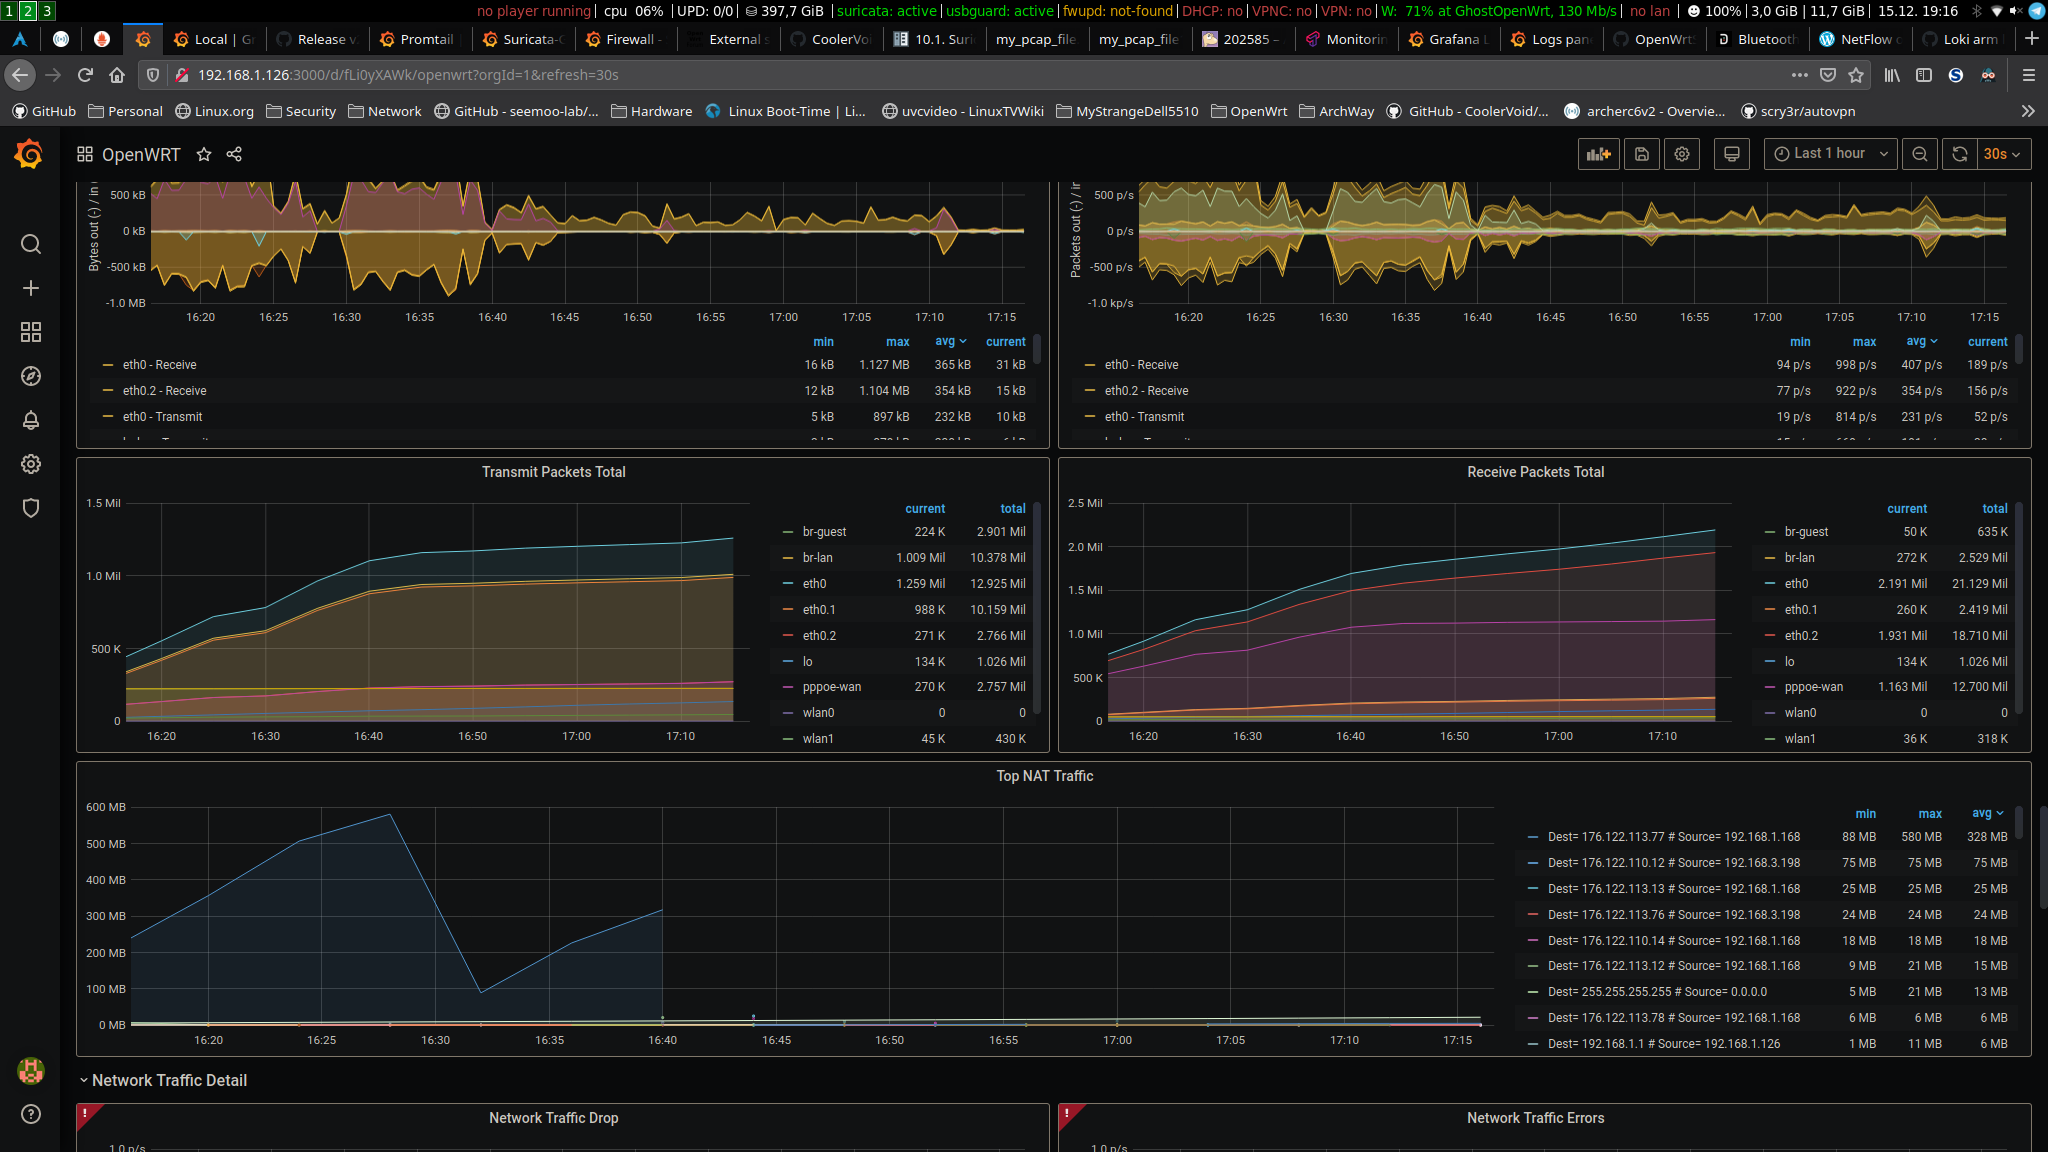 1 2 3 no player running | cpu 06% | UPD: 0/0 | 397,7 GiB | suricata: active | usbguard: active | fwupd: not-found | DHCP: no | VPNC: no | VPN: no | W: 71% at GhostOpenWrt, 130 Mb/s | no lan | 100% | 3,0 GiB | 11,7 GiB | 15.12. 19:16
Local | G Release v. Promtail Suricata-C Firewall - External s CoolerVo 10.1. Suri my_pcap_file my_pcap_file 202585 – Monitorin Grafana L Logs pan OpenWrt Bluetooth NetFlow Loki arm
192.168.1.126:3000/d/fLi0yXAWk/openwrt?orgId=1&refresh=30s
GitHub Personal Linux.org Security Network GitHub - seemoo-lab/... Hardware Linux Boot-Time | Li... uvcvideo - LinuxTVWiki MyStrangeDell5510 OpenWrt ArchWay GitHub - CoolerVoid/... archerc6v2 - Overvie... scry3r/autovpn
OpenWRT Last 1 hour 30s
Bytes out (-) / in
500 kB
0 kB
-500 kB
-1.0 MB
16:20 16:25 16:30 16:35 16:40 16:45 16:50 16:55 17:00 17:05 17:10 17:15
min max avg current
eth0 - Receive 16 kB 1.127 MB 365 kB 31 kB
eth0.2 - Receive 12 kB 1.104 MB 354 kB 15 kB
eth0 - Transmit 5 kB 897 kB 232 kB 10 kB
Packets out (-) / in
500 p/s
0 p/s
-500 p/s
-1.0 kp/s
16:20 16:25 16:30 16:35 16:40 16:45 16:50 16:55 17:00 17:05 17:10 17:15
min max avg current
eth0 - Receive 94 p/s 998 p/s 407 p/s 189 p/s
eth0.2 - Receive 77 p/s 922 p/s 354 p/s 156 p/s
eth0 - Transmit 19 p/s 814 p/s 231 p/s 52 p/s
Transmit Packets Total
1.5 Mil
1.0 Mil
500 K
0
16:20 16:30 16:40 16:50 17:00 17:10
current total
br-guest 224 K 2.901 Mil
br-lan 1.009 Mil 10.378 Mil
eth0 1.259 Mil 12.925 Mil
eth0.1 988 K 10.159 Mil
eth0.2 271 K 2.766 Mil
lo 134 K 1.026 Mil
pppoe-wan 270 K 2.757 Mil
wlan0 0 0
wlan1 45 K 430 K
Receive Packets Total
2.5 Mil
2.0 Mil
1.5 Mil
1.0 Mil
500 K
0
16:20 16:30 16:40 16:50 17:00 17:10
current total
br-guest 50 K 635 K
br-lan 272 K 2.529 Mil
eth0 2.191 Mil 21.129 Mil
eth0.1 260 K 2.419 Mil
eth0.2 1.931 Mil 18.710 Mil
lo 134 K 1.026 Mil
pppoe-wan 1.163 Mil 12.700 Mil
wlan0 0 0
wlan1 36 K 318 K
Top NAT Traffic
600 MB
500 MB
400 MB
300 MB
200 MB
100 MB
0 MB
16:20 16:25 16:30 16:35 16:40 16:45 16:50 16:55 17:00 17:05 17:10 17:15
min max avg
Dest= 176.122.113.77 # Source= 192.168.1.168 88 MB 580 MB 328 MB
Dest= 176.122.110.12 # Source= 192.168.3.198 75 MB 75 MB 75 MB
Dest= 176.122.113.13 # Source= 192.168.1.168 25 MB 25 MB 25 MB
Dest= 176.122.113.76 # Source= 192.168.3.198 24 MB 24 MB 24 MB
Dest= 176.122.110.14 # Source= 192.168.1.168 18 MB 18 MB 18 MB
Dest= 176.122.113.12 # Source= 192.168.1.168 9 MB 21 MB 15 MB
Dest= 255.255.255.255 # Source= 0.0.0.0 5 MB 21 MB 13 MB
Dest= 176.122.113.78 # Source= 192.168.1.168 6 MB 6 MB 6 MB
Dest= 192.168.1.1 # Source= 192.168.1.126 1 MB 11 MB 6 MB
Network Traffic Detail
! Network Traffic Drop
1.0 p/s
! Network Traffic Errors
1.0 p/s